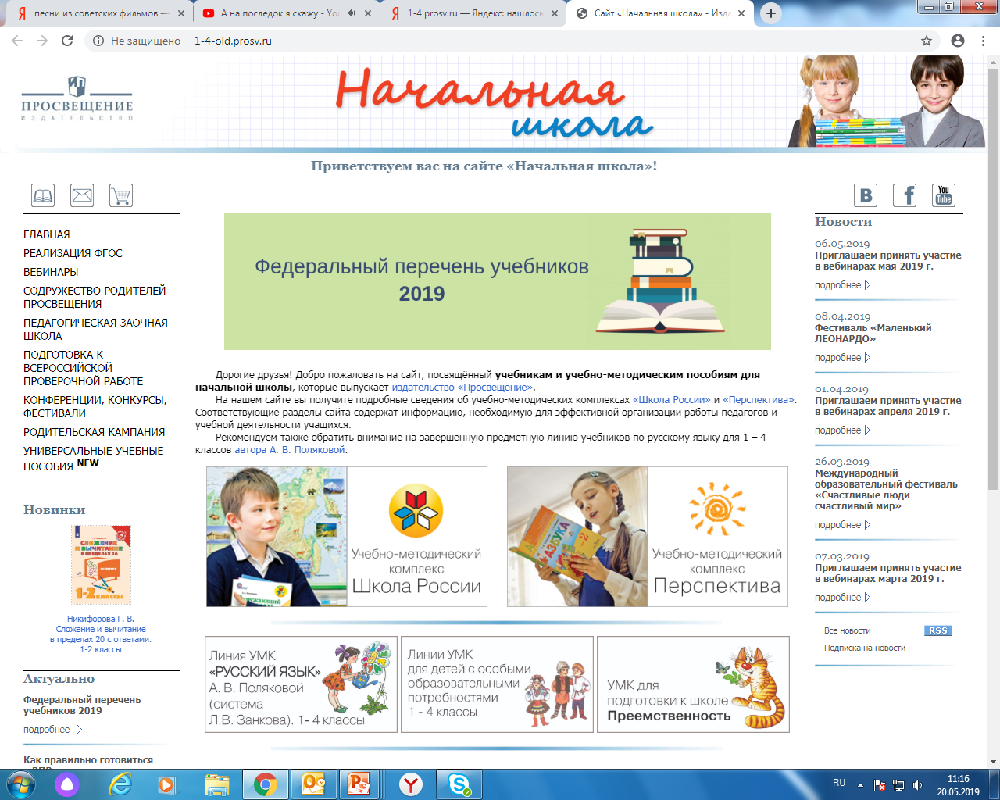 песни из советских фильмов —
А на последок я скажу - You
1-4 prosv.ru — Яндекс: нашлось
Сайт «Начальная школа» - Изда
Не защищено
1-4-old.prosv.ru
ПРОСВЕЩЕНИЕ
ИЗДАТЕЛЬСТВО
Начальная
школа
Приветствуем вас на сайте «Начальная школа»!
ГЛАВНАЯ
РЕАЛИЗАЦИЯ ФГОС
ВЕБИНАРЫ
СОДРУЖЕСТВО РОДИТЕЛЕЙ
ПРОСВЕЩЕНИЯ
ПЕДАГОГИЧЕСКАЯ ЗАОЧНАЯ
ШКОЛА
ПОДГОТОВКА К
ВСЕРОССИЙСКОЙ
ПРОВЕРОЧНОЙ РАБОТЕ
КОНФЕРЕНЦИИ, КОНКУРСЫ,
ФЕСТИВАЛИ
РОДИТЕЛЬСКАЯ КАМПАНИЯ
УНИВЕРСАЛЬНЫЕ УЧЕБНЫЕ
ПОСОБИЯ NEW
Новинки
СЛОЖЕНИЕ
И ВЫЧИТАНИЕ
В ПРЕДЕЛАХ 20
1-2 КЛАССЫ
Никифорова Г. В.
Сложение и вычитание
в пределах 20 с ответами.
1-2 классы
Актуально
Федеральный перечень
учебников 2019
подробнее
Как правильно готовиться
Федеральный перечень учебников
2019
Дорогие друзья! Добро пожаловать на сайт, посвящённый учебникам и учебно-методическим пособиям для
начальной школы, которые выпускает издательство «Просвещение».
На нашем сайте вы получите подробные сведения об учебно-методических комплексах «Школа России» и «Перспектива».
Соответствующие разделы сайта содержат информацию, необходимую для эффективной организации работы педагогов и
учебной деятельности учащихся.
Рекомендуем также обратить внимание на завершённую предметную линию учебников по русскому языку для 1 – 4
классов автора А. В. Поляковой.
Учебно-методический
комплекс
Школа России
АЗБУКА
2
Учебно-методический
комплекс
Перспектива
Линия УМК
«РУССКИЙ ЯЗЫК»
А. В. Поляковой
(система
Л.В. Занкова). 1- 4 классы
Линии УМК
для детей с особыми
образовательными
потребностями
1 - 4 классы
УМК для
подготовки к школе
Преемственность
B
f
You
Tube
Новости
06.05.2019
Приглашаем принять участие
в вебинарах мая 2019 г.
подробнее
08.04.2019
Фестиваль «Маленький
ЛЕОНАРДО»
подробнее
01.04.2019
Приглашаем принять участие
в вебинарах апреля 2019 г.
подробнее
26.03.2019
Международный
образовательный фестиваль
«Счастливые люди –
счастливый мир»
подробнее
07.03.2019
Приглашаем принять участие
в вебинарах марта 2019 г.
подробнее
Все новости
RSS
Подписка на новости
RU
11:16
20.05.2019